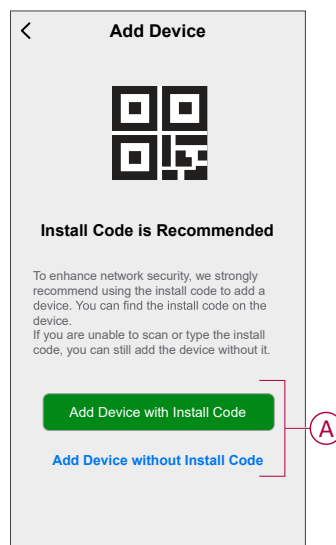 Add Device
Install Code is Recommended
To enhance network security, we strongly
recommend using the install code to add a
device. You can find the install code on the
device.
If you are unable to scan or type the install
code, you can still add the device without it.
Add Device with Install Code
A
Add Device without Install Code